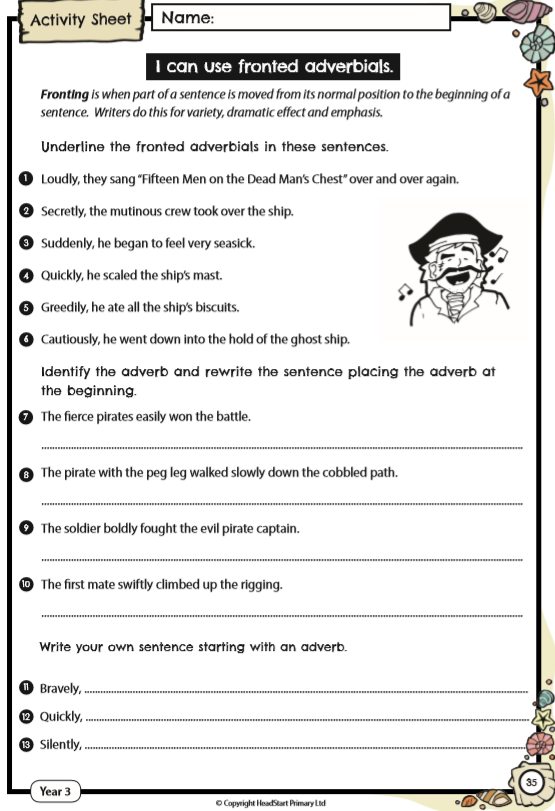 Activity Sheet
Name:
I can use fronted adverbials.
Fronting is when part of a sentence is moved from its normal position to the beginning of a
sentence. Writers do this for variety, dramatic effect and emphasis.
Underline the fronted adverbials in these sentences.
1 Loudly, they sang "Fifteen Men on the Dead Man's Chest" over and over again.
2 Secretly, the mutinous crew took over the ship.
3 Suddenly, he began to feel very seasick.
4 Quickly, he scaled the ship's mast.
5 Greedily, he ate all the ship's biscuits.
6 Cautiously, he went down into the hold of the ghost ship.
Identify the adverb and rewrite the sentence placing the adverb at
the beginning.
7 The fierce pirates easily won the battle.
8 The pirate with the peg leg walked slowly down the cobbled path.
9 The soldier boldly fought the evil pirate captain.
10 The first mate swiftly climbed up the rigging.
Write your own sentence starting with an adverb.
11 Bravely,
12 Quickly,
13 Silently,
Year 3
35
© Copyright HeadStart Primary Ltd